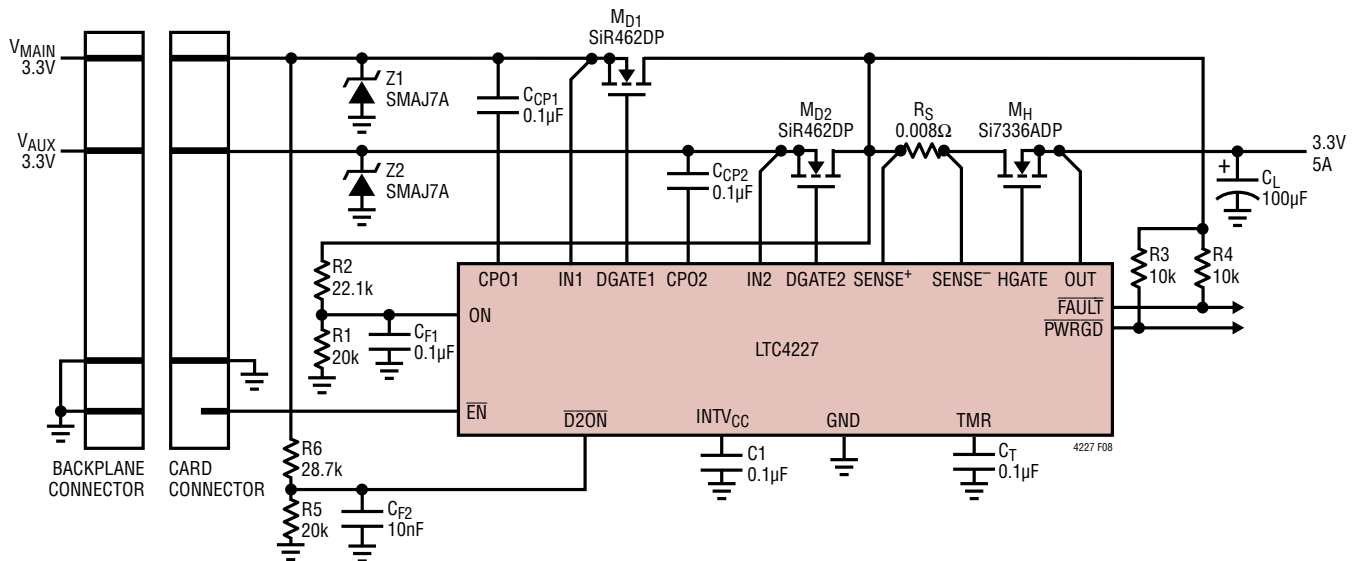 VMAIN
3.3V
VAUX
3.3V
Z1
SMAJ7A
Z2
SMAJ7A
CCP1
0.1µF
MD1
SiR462DP
CCP2
0.1µF
MD2
SiR462DP
RS
0.008Ω
MH
Si7336ADP
3.3V
5A
+
CL
100µF
R2
22.1k
R1
20k
CF1
0.1µF
R3
10k
R4
10k
CPO1
IN1
DGATE1
CPO2
IN2
DGATE2
SENSE+
SENSE–
HGATE
OUT
ON
FAULT
PWRGD
LTC4227
EN
D2ON
INTVCC
GND
TMR
4227 F08
BACKPLANE
CONNECTOR
CARD
CONNECTOR
R6
28.7k
R5
20k
CF2
10nF
C1
0.1µF
CT
0.1µF